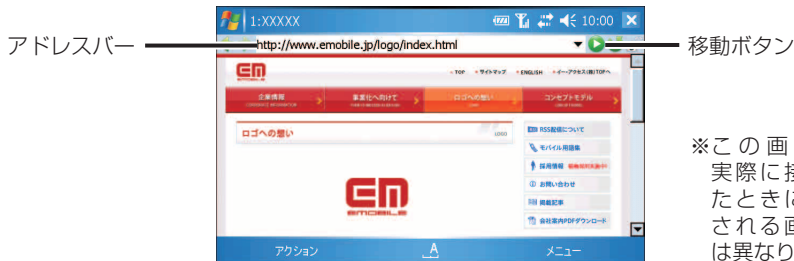 1:XXXXX
10:00
アドレスバー
http://www.emobile.jp/logo/index.html
移動ボタン
EM
TOP サイトマップ ENGLISH イー・アクセス(株)TOPへ
企業情報
事業化へ向けて
ロゴへの想い
コンセプトモデル
ロゴへの想い
LOGO
RSS配信について
モバイル用語集
採用情報
お問い合わせ
掲載記事
会社案内PDFダウンロード
EM
EMOBILE
アクション
A
メニュー
※この画
実際に接
たときに
される画
は異なり